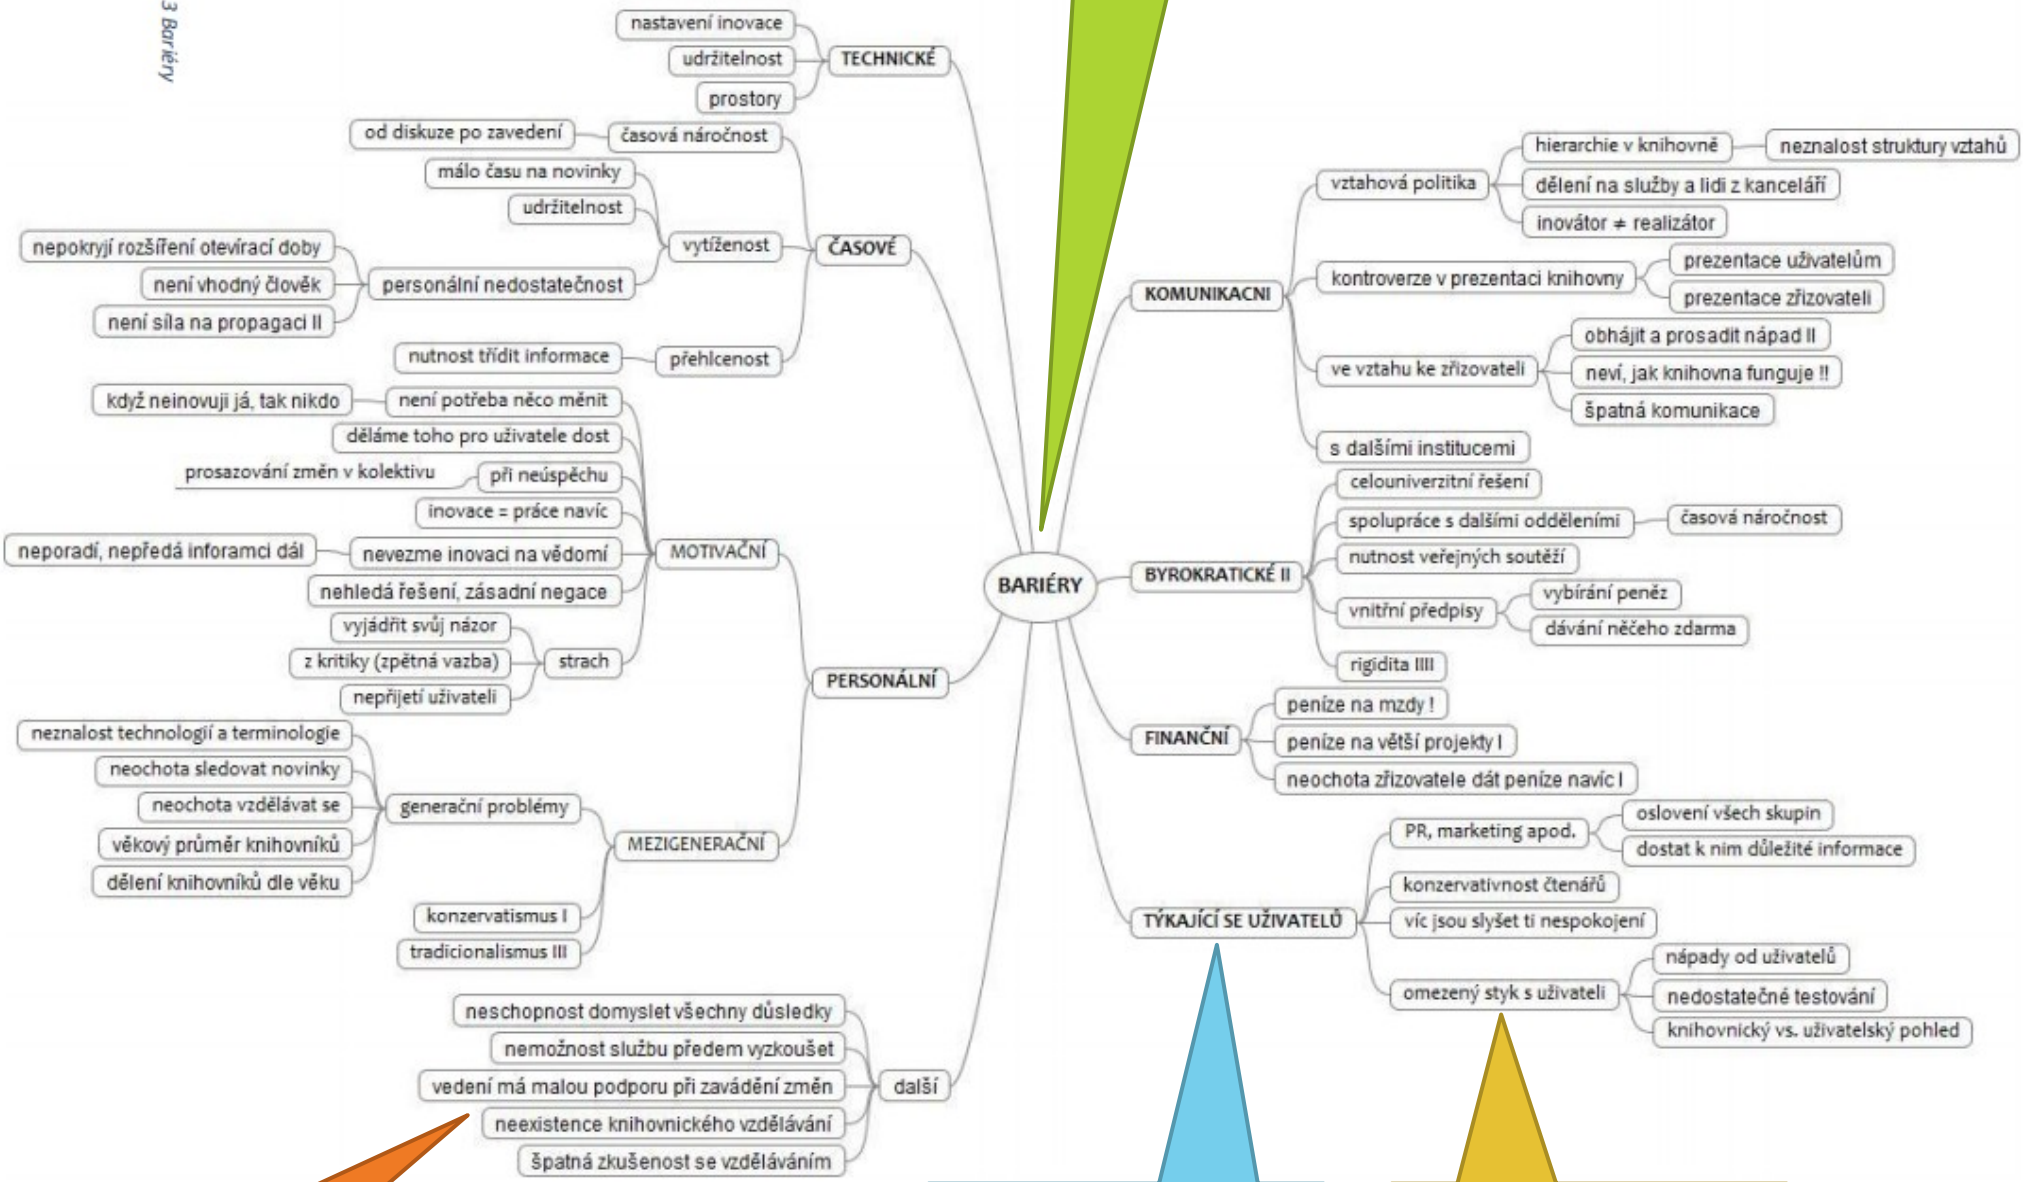 3 Bariéry
nastavení inovace
udržitelnost
prostory
TECHNICKÉ
od diskuze po zavedení
časová náročnost
málo času na novinky
udržitelnost
nepokryjí rozšíření otevírací doby
není vhodný člověk
není síla na propagaci II
personální nedostatečnost
vytíženost
ČASOVÉ
nutnost třídit informace
přehlcenost
když neinovuji já, tak nikdo
není potřeba něco měnit
děláme toho pro uživatele dost
prosazování změn v kolektivu
při neúspěchu
inovace = práce navíc
neporadí, nepředá inforamci dál
nevezme inovaci na vědomí
nehledá řešení, zásadní negace
vyjádřit svůj názor
z kritiky (zpětná vazba)
nepřijetí uživateli
strach
MOTIVAČNÍ
PERSONÁLNÍ
neznalost technologií a terminologie
neochota sledovat novinky
neochota vzdělávat se
věkový průměr knihovníků
dělení knihovníků dle věku
generační problémy
MEZIGENERAČNÍ
konzervatismus I
tradicionalismus III
neschopnost domyslet všechny důsledky
nemožnost službu předem vyzkoušet
vedení má malou podporu při zavádění změn
neexistence knihovnického vzdělávání
špatná zkušenost se vzděláváním
další
BARIÉRY
KOMUNIKACNI
vztahová politika
hierarchie v knihovně
neznalost struktury vztahů
dělení na služby a lidi z kanceláří
inovátor ≠ realizátor
kontroverze v prezentaci knihovny
prezentace uživatelům
prezentace zřizovateli
ve vztahu ke zřizovateli
obhájit a prosadit nápad II
neví, jak knihovna funguje !!
špatná komunikace
s dalšími institucemi
BYROKRATICKÉ II
celouniverzitní řešení
spolupráce s dalšími odděleními
časová náročnost
nutnost veřejných soutěží
vnitřní předpisy
vybírání peněz
dávání něčeho zdarma
rigidita IIII
FINANČNÍ
peníze na mzdy !
peníze na větší projekty I
neochota zřizovatele dát peníze navíc I
TÝKAJÍCÍ SE UŽIVATELŮ
PR, marketing apod.
oslovení všech skupin
dostat k nim důležité informace
konzervativnost čtenářů
víc jsou slyšet ti nespokojení
omezený styk s uživateli
nápady od uživatelů
nedostatečné testování
knihovnický vs. uživatelský pohled